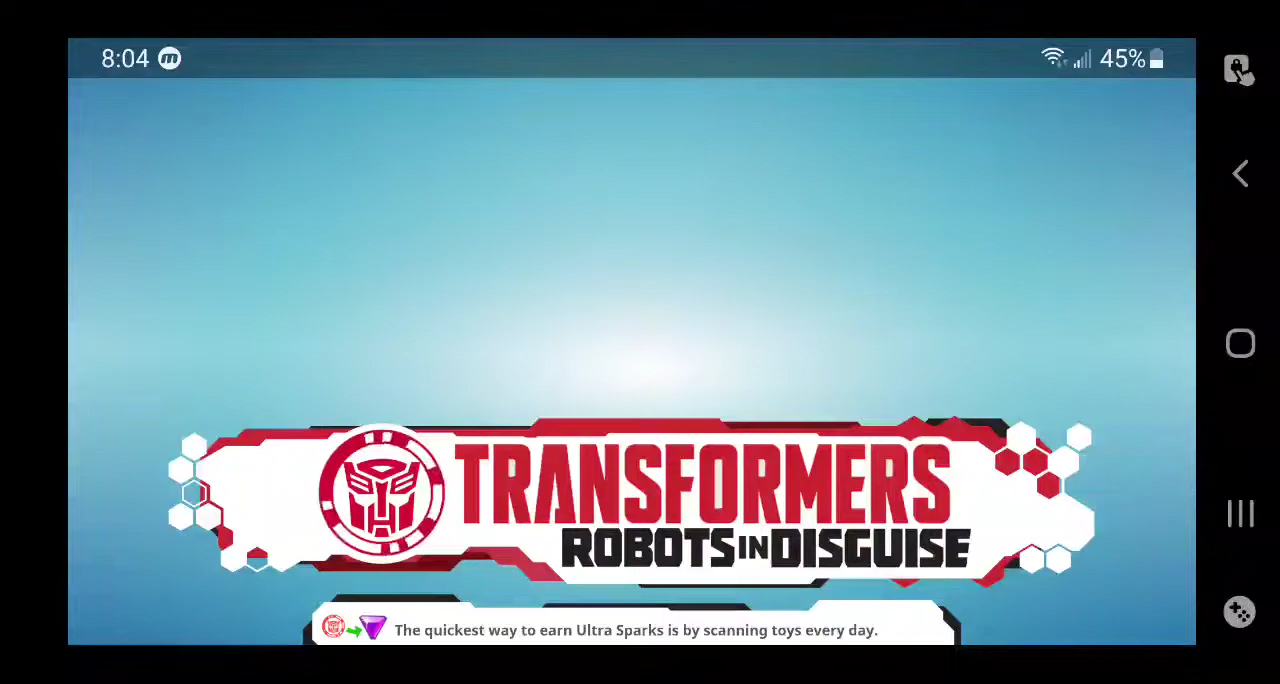 8:04
45%
TRANSFORMERS
ROBOTS IN DISGUISE
The quickest way to earn Ultra Sparks is by scanning toys every day.